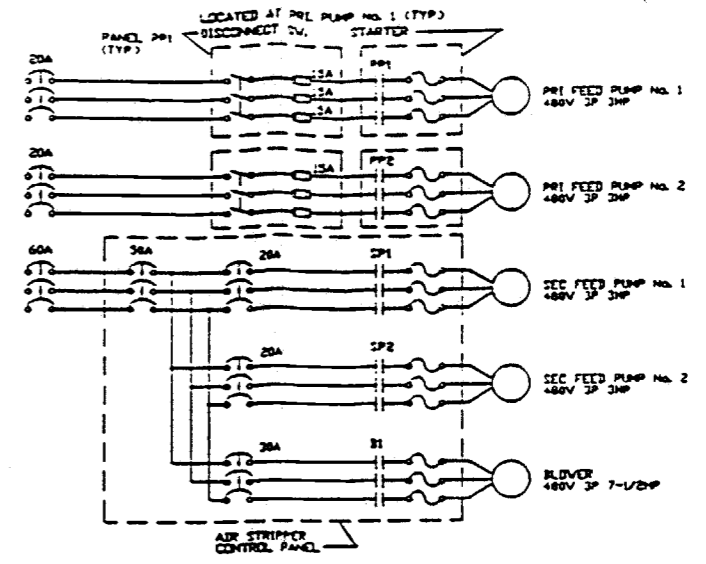 LOCATED AT PRI PUMP No. 1 (TYP)
PANEL PP1
(TYP)
DISCONNECT SW.
STARTER
20A
15A
15A
15A
PP1
PRI FEED PUMP No. 1
480V 3P 3HP
20A
15A
PP2
PRI FEED PUMP No. 2
480V 3P 3HP
60A
50A
20A
SP1
SEC FEED PUMP No. 1
480V 3P 3HP
20A
SP2
SEC FEED PUMP No. 2
480V 3P 3HP
30A
B1
BLOWER
480V 3P 7-1/2HP
AIR STRIPPER
CONTROL PANEL